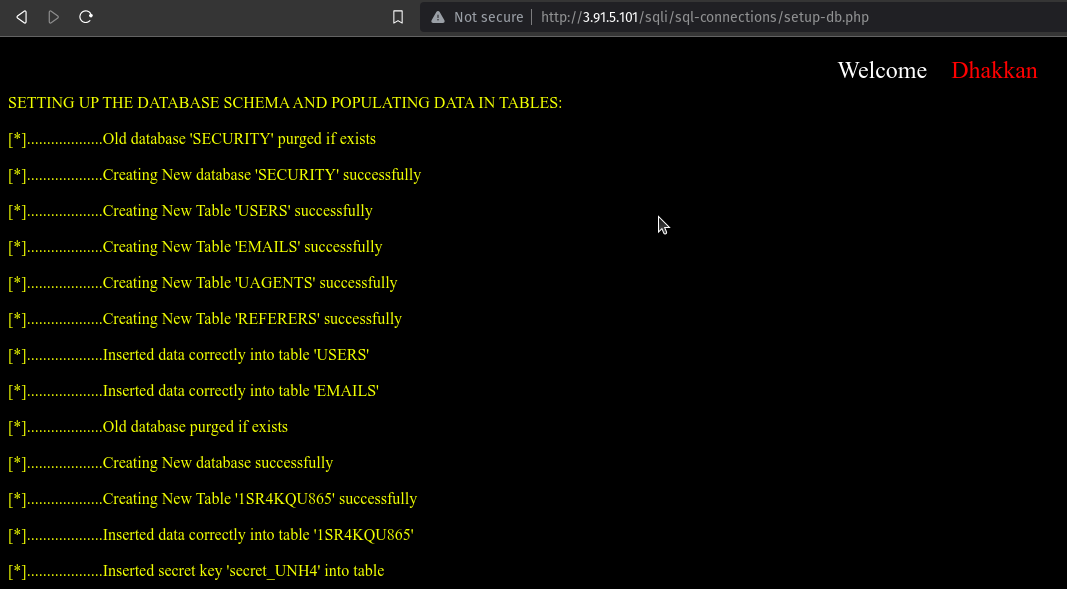 Not secure http://3.91.5.101/sqli/sql-connections/setup-db.php
Welcome Dhakkan
SETTING UP THE DATABASE SCHEMA AND POPULATING DATA IN TABLES:
[*]...................Old database 'SECURITY' purged if exists
[*]...................Creating New database 'SECURITY' successfully
[*]...................Creating New Table 'USERS' successfully
[*]...................Creating New Table 'EMAILS' successfully
[*]...................Creating New Table 'UAGENTS' successfully
[*]...................Creating New Table 'REFERERS' successfully
[*]...................Inserted data correctly into table 'USERS'
[*]...................Inserted data correctly into table 'EMAILS'
[*]...................Old database purged if exists
[*]...................Creating New database successfully
[*]...................Creating New Table '1SR4KQU865' successfully
[*]...................Inserted data correctly into table '1SR4KQU865'
[*]...................Inserted secret key 'secret_UNH4' into table